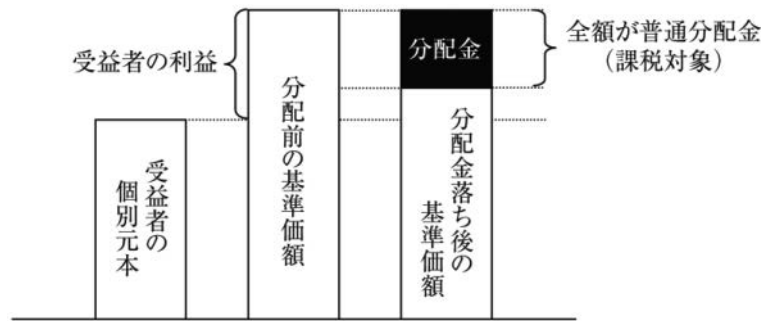 受益者の利益
受益者の
個別元本
分配前の基準価額
分配金
分配金落ち後の
基準価額
全額が普通分配金
（課税対象）